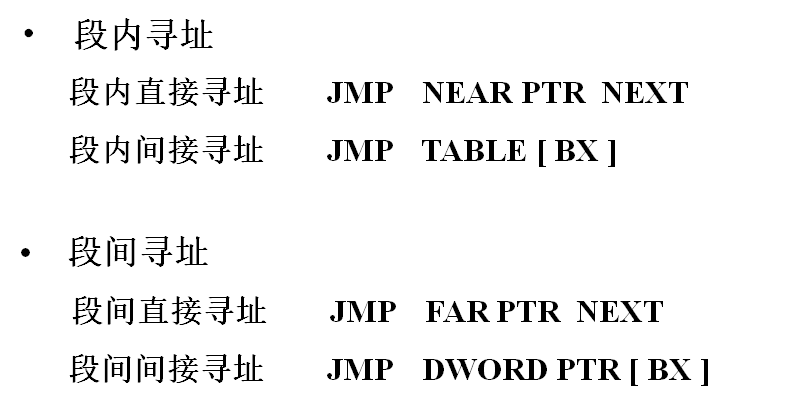 • 段内寻址
段内直接寻址 JMP NEAR PTR NEXT
段内间接寻址 JMP TABLE [ BX ]
• 段间寻址
段间直接寻址 JMP FAR PTR NEXT
段间间接寻址 JMP DWORD PTR [ BX ]